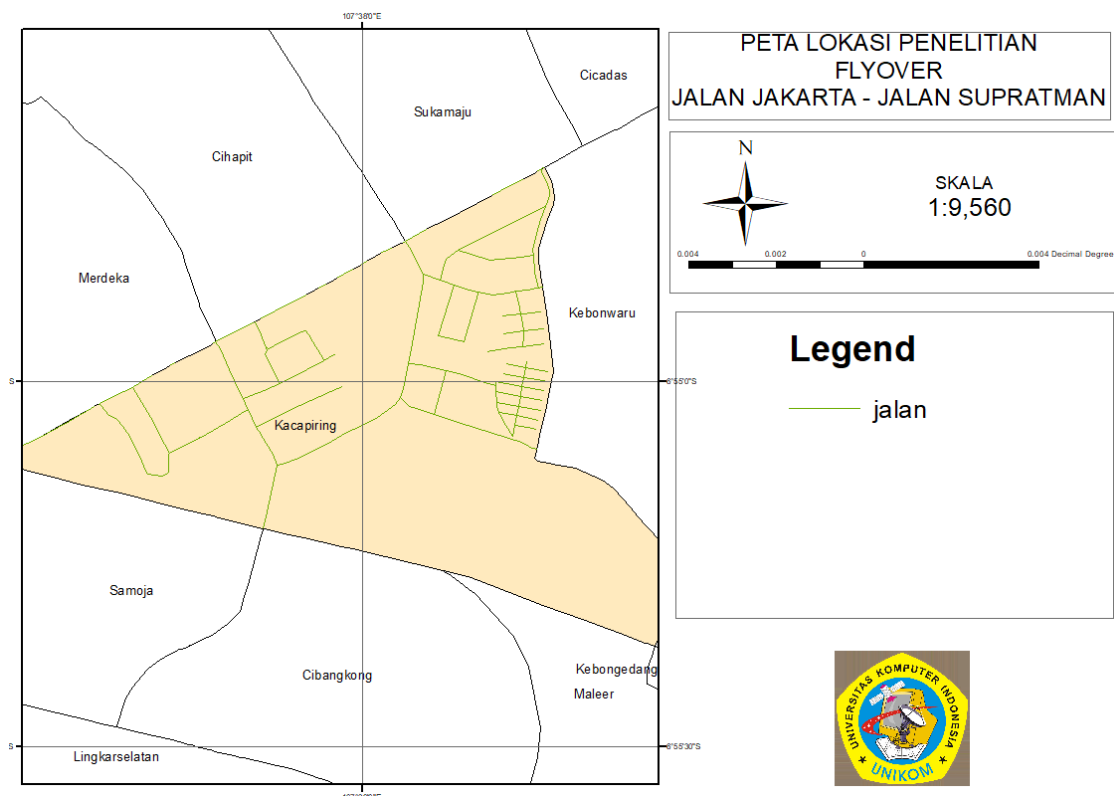 107°38'0"E
PETA LOKASI PENELITIAN
FLYOVER
JALAN JAKARTA - JALAN SUPRATMAN
N
SKALA
1:9,560
0.004 0.002 0 0.004 Decimal Degree
Legend
jalan
Cicadas
Sukamaju
Cihapit
Merdeka
Kebonwaru
S
6°55'0"S
Kacapiring
Samoja
Cibangkong
Kebongedang
Maleer
S
6°55'30"S
Lingkarselatan
UNIVERSITAS KOMPUTER INDONESIA
UNIKOM